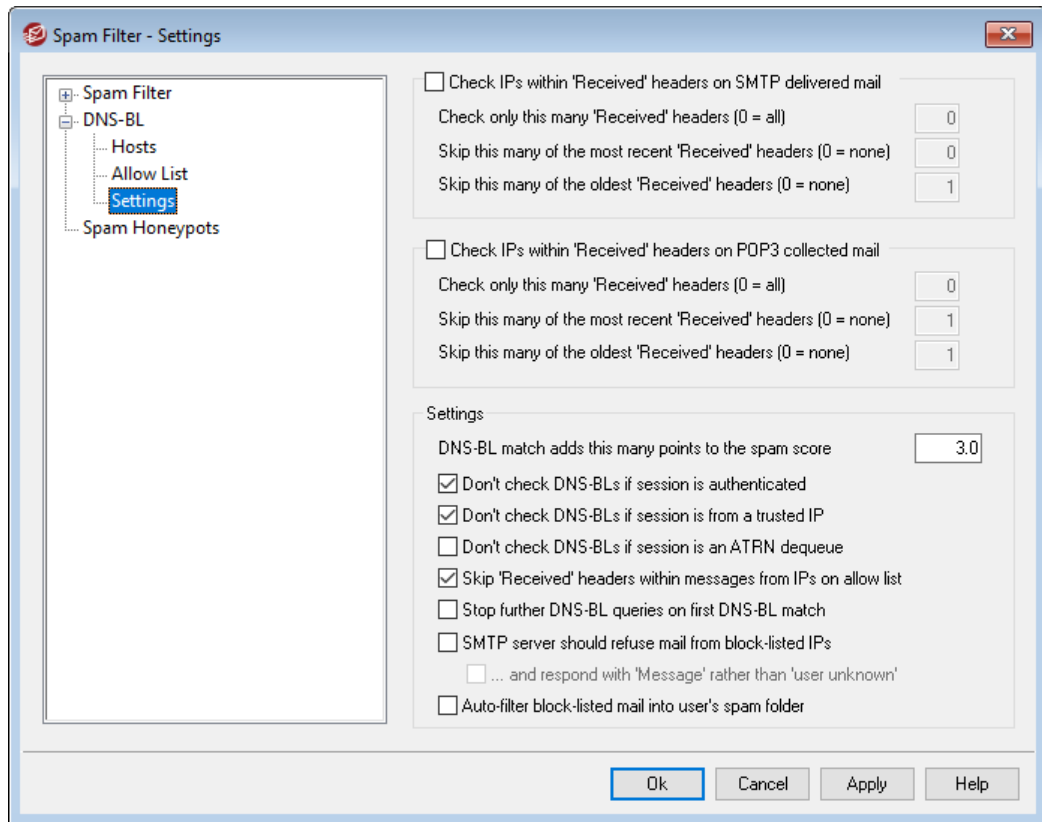 Spam Filter - Settings
Spam Filter
DNS-BL
Hosts
Allow List
Settings
Spam Honeypots
Check IPs within 'Received' headers on SMTP delivered mail
Check only this many 'Received' headers (0 = all) 0
Skip this many of the most recent 'Received' headers (0 = none) 0
Skip this many of the oldest 'Received' headers (0 = none) 1
Check IPs within 'Received' headers on POP3 collected mail
Check only this many 'Received' headers (0 = all) 0
Skip this many of the most recent 'Received' headers (0 = none) 1
Skip this many of the oldest 'Received' headers (0 = none) 1
Settings
DNS-BL match adds this many points to the spam score 3.0
Don't check DNS-BLs if session is authenticated
Don't check DNS-BLs if session is from a trusted IP
Don't check DNS-BLs if session is an ATRN dequeue
Skip 'Received' headers within messages from IPs on allow list
Stop further DNS-BL queries on first DNS-BL match
SMTP server should refuse mail from block-listed IPs
... and respond with 'Message' rather than 'user unknown'
Auto-filter block-listed mail into user's spam folder
Ok Cancel Apply Help